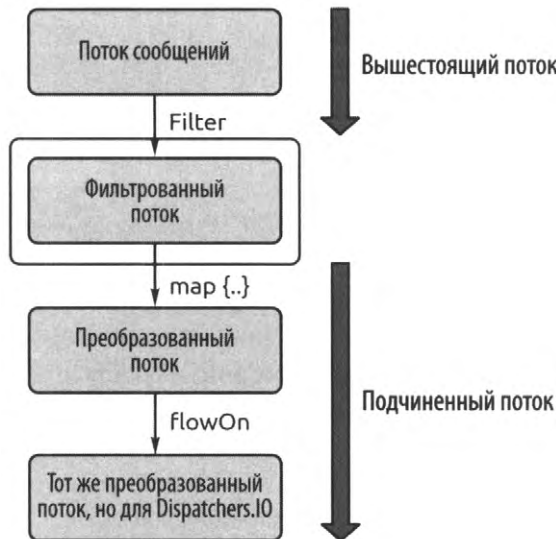 Поток сообщений
Вышестоящий поток
Filter
Фильтрованный
поток
map {..}
Преобразованный
поток
Подчиненный поток
flowOn
Тот же преобразованный
поток, но для Dispatchers.IO